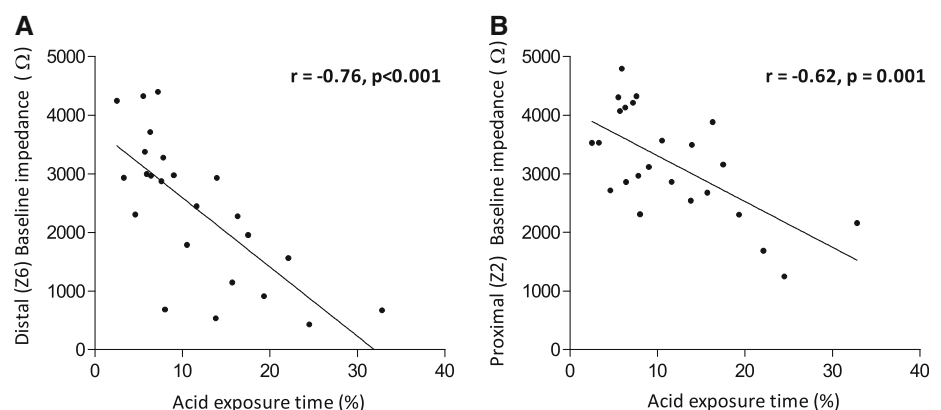 A
B
Distal (Z6) Baseline impedance ( Ω)
5000
4000
3000
2000
1000
0
r = -0.76, p<0.001
0 10 20 30 40
Acid exposure time (%)
Proximal (Z2) Baseline impedance ( Ω)
5000
4000
3000
2000
1000
0
r = -0.62, p = 0.001
0 10 20 30 40
Acid exposure time (%)